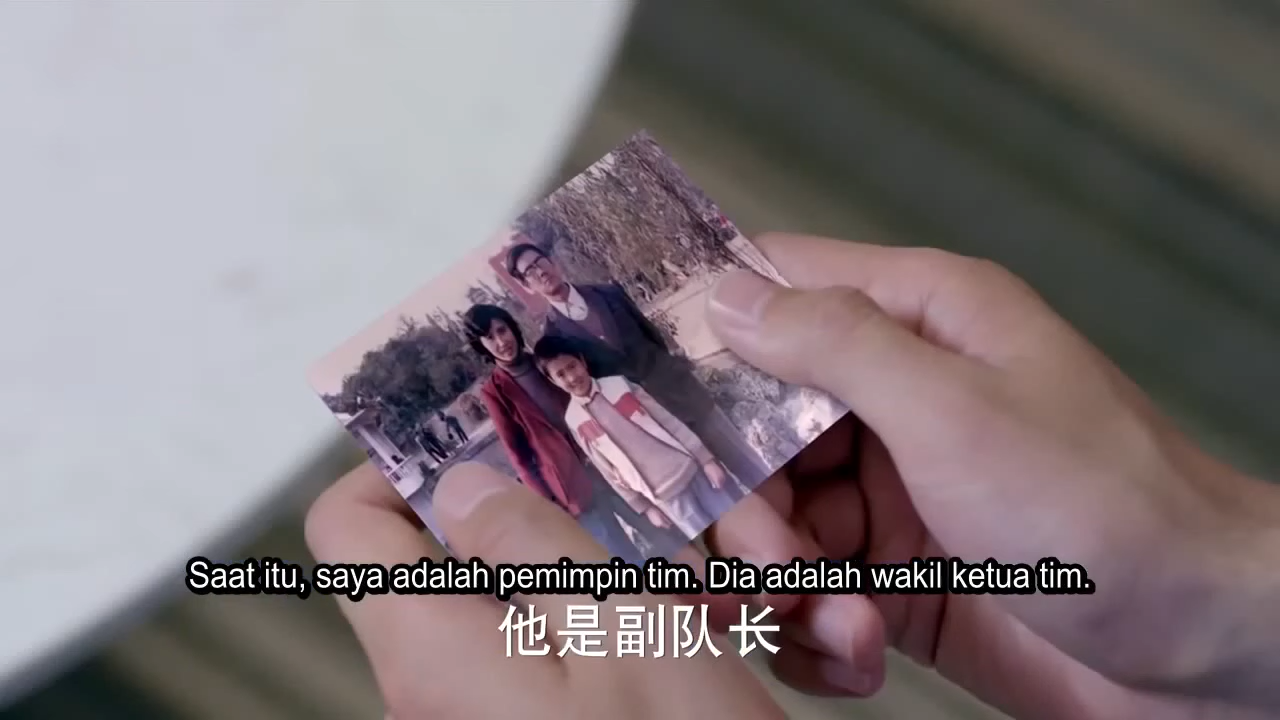 Saat itu, saya adalah pemimpin tim. Dia adalah wakil ketua tim.
他是副队长